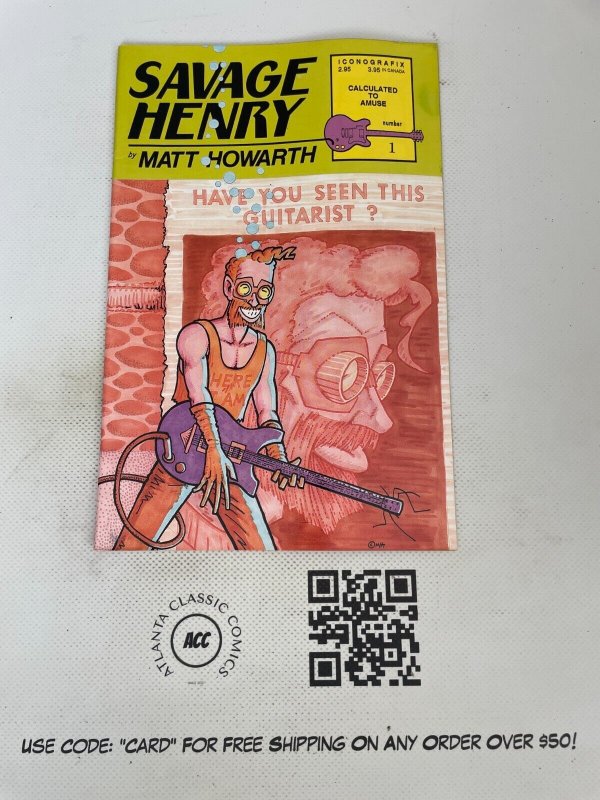 SAVAGE
HENRY
by MATT HOWARTH
ICONOGRAFIX
2.95 3.95 IN CANADA
CALCULATED
TO
AMUSE
number
1
HAVE YOU SEEN THIS
GUITARIST ?
HERE
I
AM
ATLANTA CLASSIC COMICS
ACC
USE CODE: "CARD" FOR FREE SHIPPING ON ANY ORDER OVER $50!